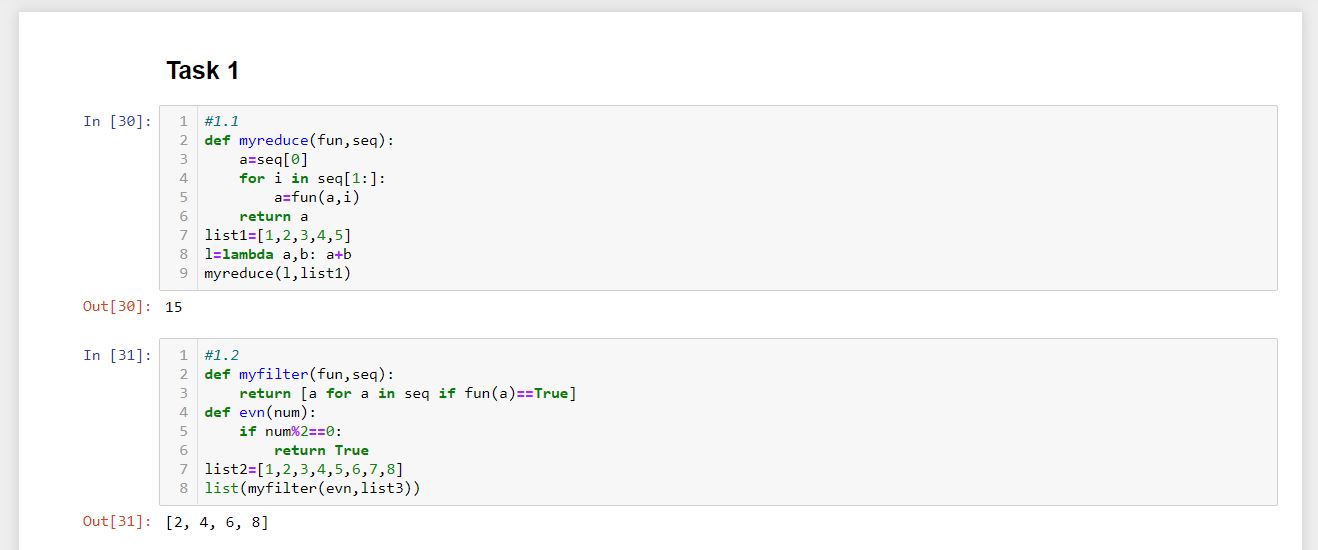 Task 1
In [30]:
1 #1.1
2 def myreduce(fun,seq):
3     a=seq[0]
4     for i in seq[1:]:
5         a=fun(a,i)
6     return a
7 list1=[1,2,3,4,5]
8 l=lambda a,b: a+b
9 myreduce(l,list1)
Out[30]: 15
In [31]:
1 #1.2
2 def myfilter(fun,seq):
3     return [a for a in seq if fun(a)==True]
4 def evn(num):
5     if num%2==0:
6         return True
7 list2=[1,2,3,4,5,6,7,8]
8 list(myfilter(evn,list3))
Out[31]: [2, 4, 6, 8]